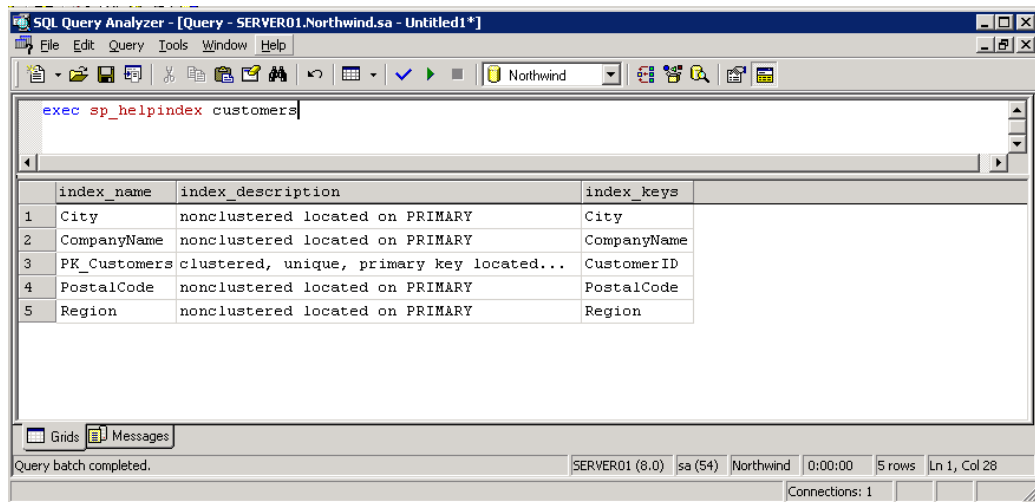 SQL Query Analyzer - [Query - SERVER01.Northwind.sa - Untitled1*]
File Edit Query Tools Window Help
Northwind
exec sp_helpindex customers
index_name index_description index_keys
1 City nonclustered located on PRIMARY City
2 CompanyName nonclustered located on PRIMARY CompanyName
3 PK_Customers clustered, unique, primary key located... CustomerID
4 PostalCode nonclustered located on PRIMARY PostalCode
5 Region nonclustered located on PRIMARY Region
Grids Messages
Query batch completed. SERVER01 (8.0) sa (54) Northwind 0:00:00 5 rows Ln 1, Col 28
Connections: 1